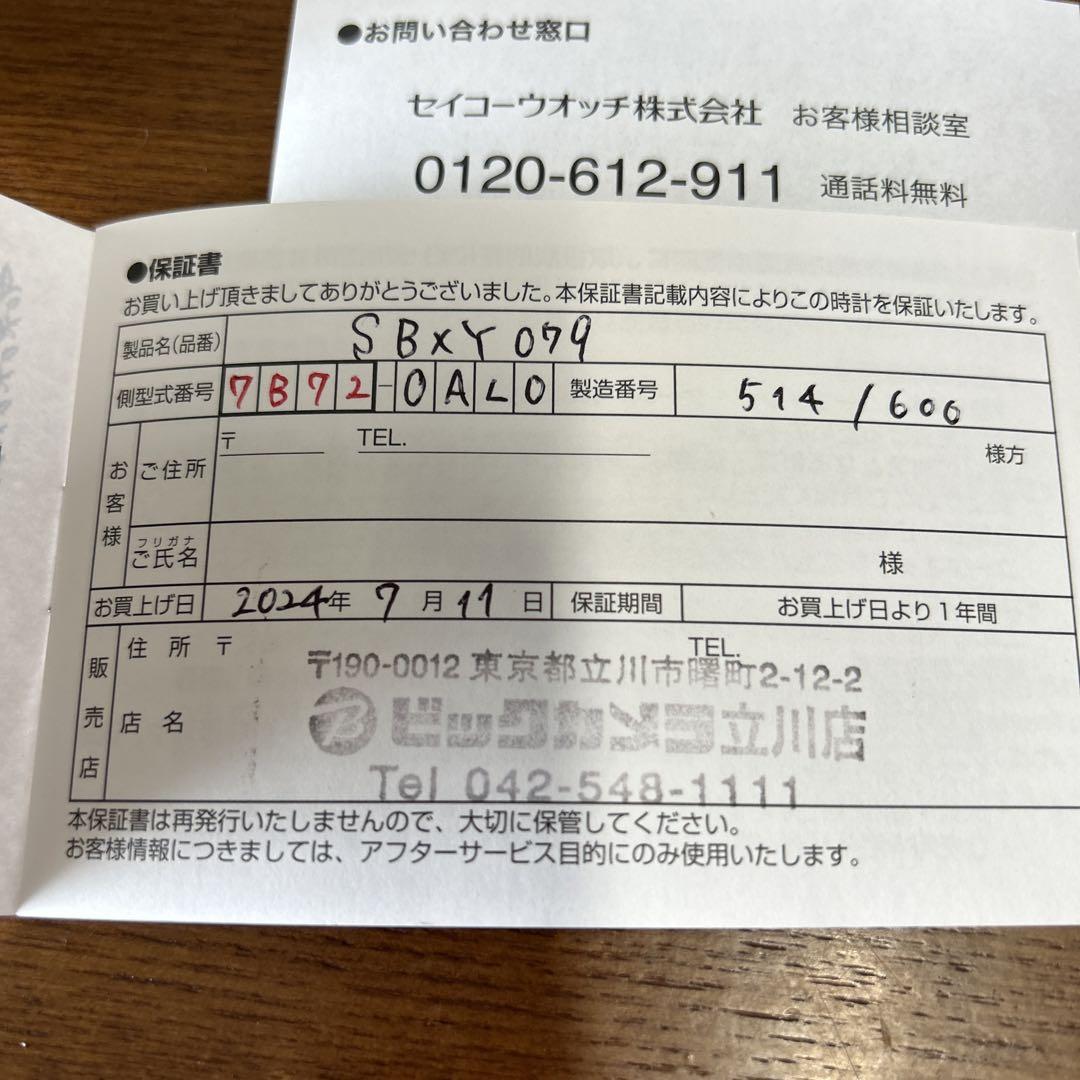 ●お問い合わせ窓口
セイコーウオッチ株式会社 お客様相談室
0120-612-911 通話料無料
●保証書
お買い上げ頂きましてありがとうございました。本保証書記載内容によりこの時計を保証いたします。
製品名(品番) SBXY079
側型式番号 7B72-0AL0 製造番号 514/600
お客様 ご住所 〒 TEL. 様方
フリガナ
ご氏名 様
お買上げ日 2024年 7月 11日 保証期間 お買上げ日より1年間
販売店 住所 〒 TEL.
〒190-0012 東京都立川市曙町2-12-2
店名 ビックカメラ立川店
Tel 042-548-1111
本保証書は再発行いたしませんので、大切に保管してください。
お客様情報につきましては、アフターサービス目的にのみ使用いたします。